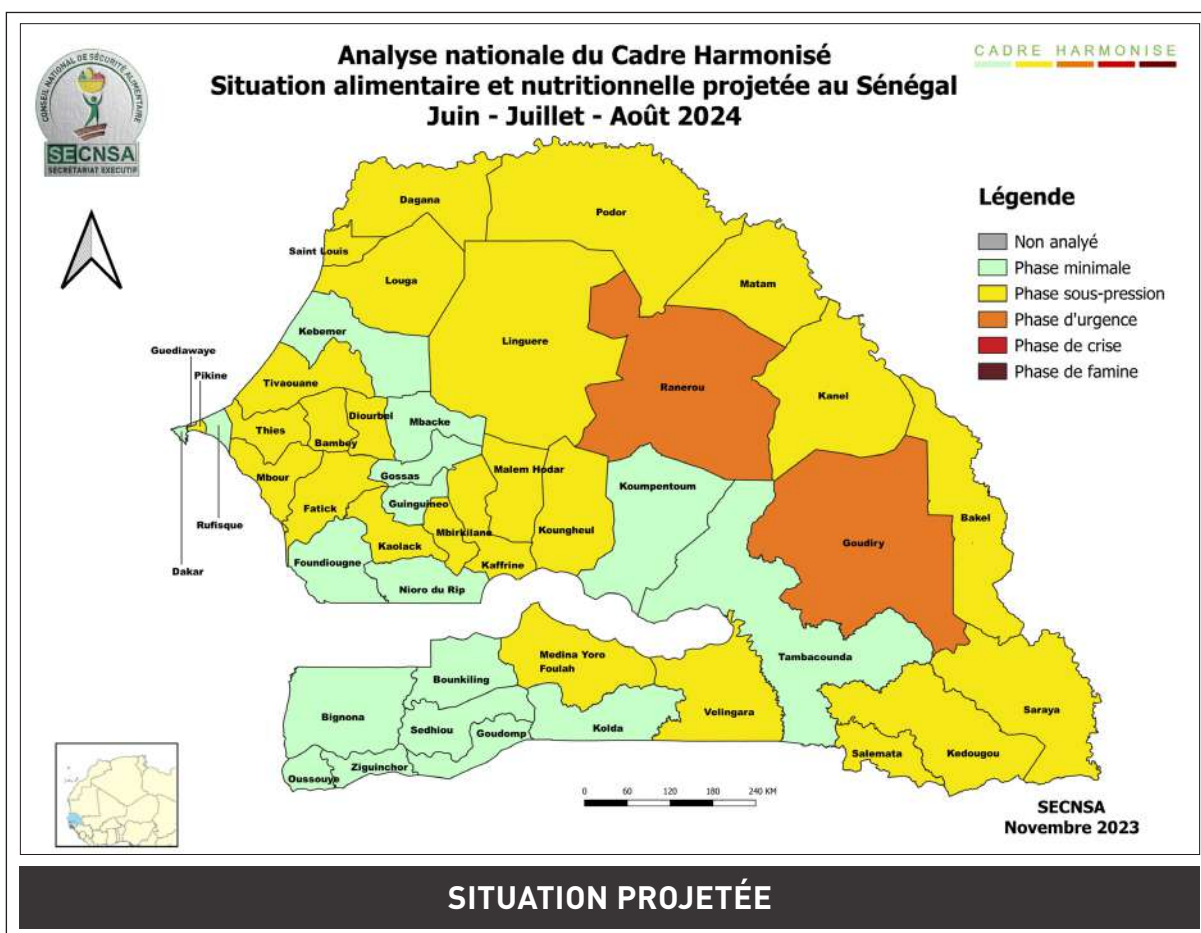 CONSEIL NATIONAL DE SÉCURITÉ ALIMENTAIRE
SECNSA
SECRETARIAT EXECUTIF
Analyse nationale du Cadre Harmonisé
Situation alimentaire et nutritionnelle projetée au Sénégal
Juin - Juillet - Août 2024
CADRE HARMONISE
Légende
Non analysé
Phase minimale
Phase sous-pression
Phase d'urgence
Phase de crise
Phase de famine
Dagana
Podor
Saint Louis
Louga
Matam
Kebemer
Linguere
Guediawaye
Pikine
Tivaouane
Ranerou
Kanel
Diourbel
Mbacke
Thies
Bambey
Malem Hodar
Gossas
Koumpentoum
Mbour
Guinguineo
Fatick
Bakel
Rufisque
Mbirkilane
Koungheul
Goudiry
Kaolack
Foundiougne
Kaffrine
Dakar
Nioro du Rip
Medina Yoro
Foulah
Tambacounda
Bounkiling
Saraya
Velingara
Bignona
Sedhiou
Goudomp
Kolda
Salemata
Kedougou
Ziguinchor
Oussouye
0 60 120 180 240 KM
SECNSA
Novembre 2023
SITUATION PROJETÉE